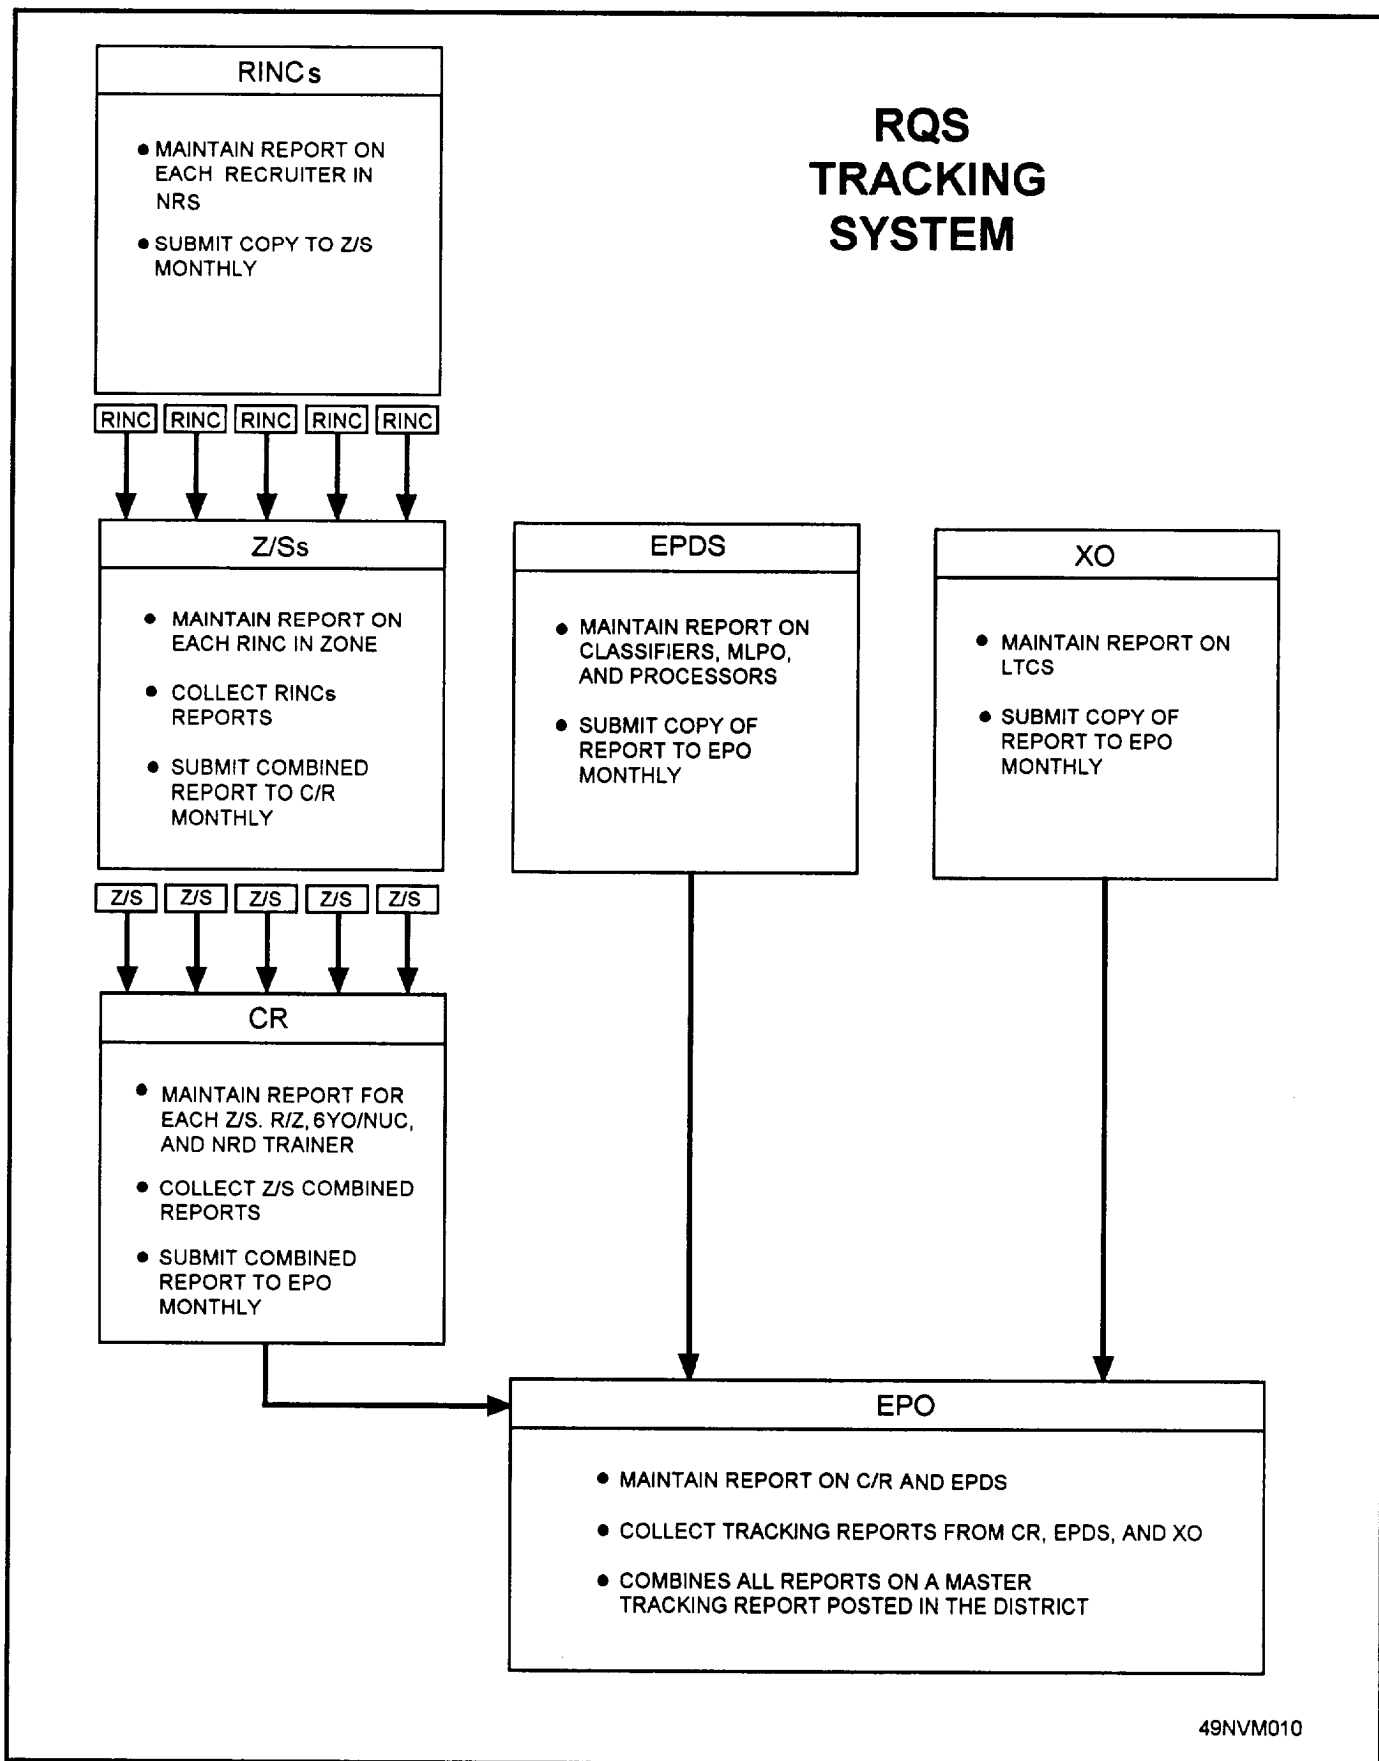 RINCs
● MAINTAIN REPORT ON
EACH RECRUITER IN
NRS
● SUBMIT COPY TO Z/S
MONTHLY
RQS
TRACKING
SYSTEM
RINC RINC RINC RINC RINC
Z/Ss
● MAINTAIN REPORT ON
EACH RINC IN ZONE
● COLLECT RINCs
REPORTS
● SUBMIT COMBINED
REPORT TO C/R
MONTHLY
EPDS
● MAINTAIN REPORT ON
CLASSIFIERS, MLPO,
AND PROCESSORS
● SUBMIT COPY OF
REPORT TO EPO
MONTHLY
XO
● MAINTAIN REPORT ON
LTCS
● SUBMIT COPY OF
REPORT TO EPO
MONTHLY
Z/S Z/S Z/S Z/S Z/S
CR
● MAINTAIN REPORT FOR
EACH Z/S. R/Z, 6YO/NUC,
AND NRD TRAINER
● COLLECT Z/S COMBINED
REPORTS
● SUBMIT COMBINED
REPORT TO EPO
MONTHLY
EPO
● MAINTAIN REPORT ON C/R AND EPDS
● COLLECT TRACKING REPORTS FROM CR, EPDS, AND XO
● COMBINES ALL REPORTS ON A MASTER
TRACKING REPORT POSTED IN THE DISTRICT
49NVM010